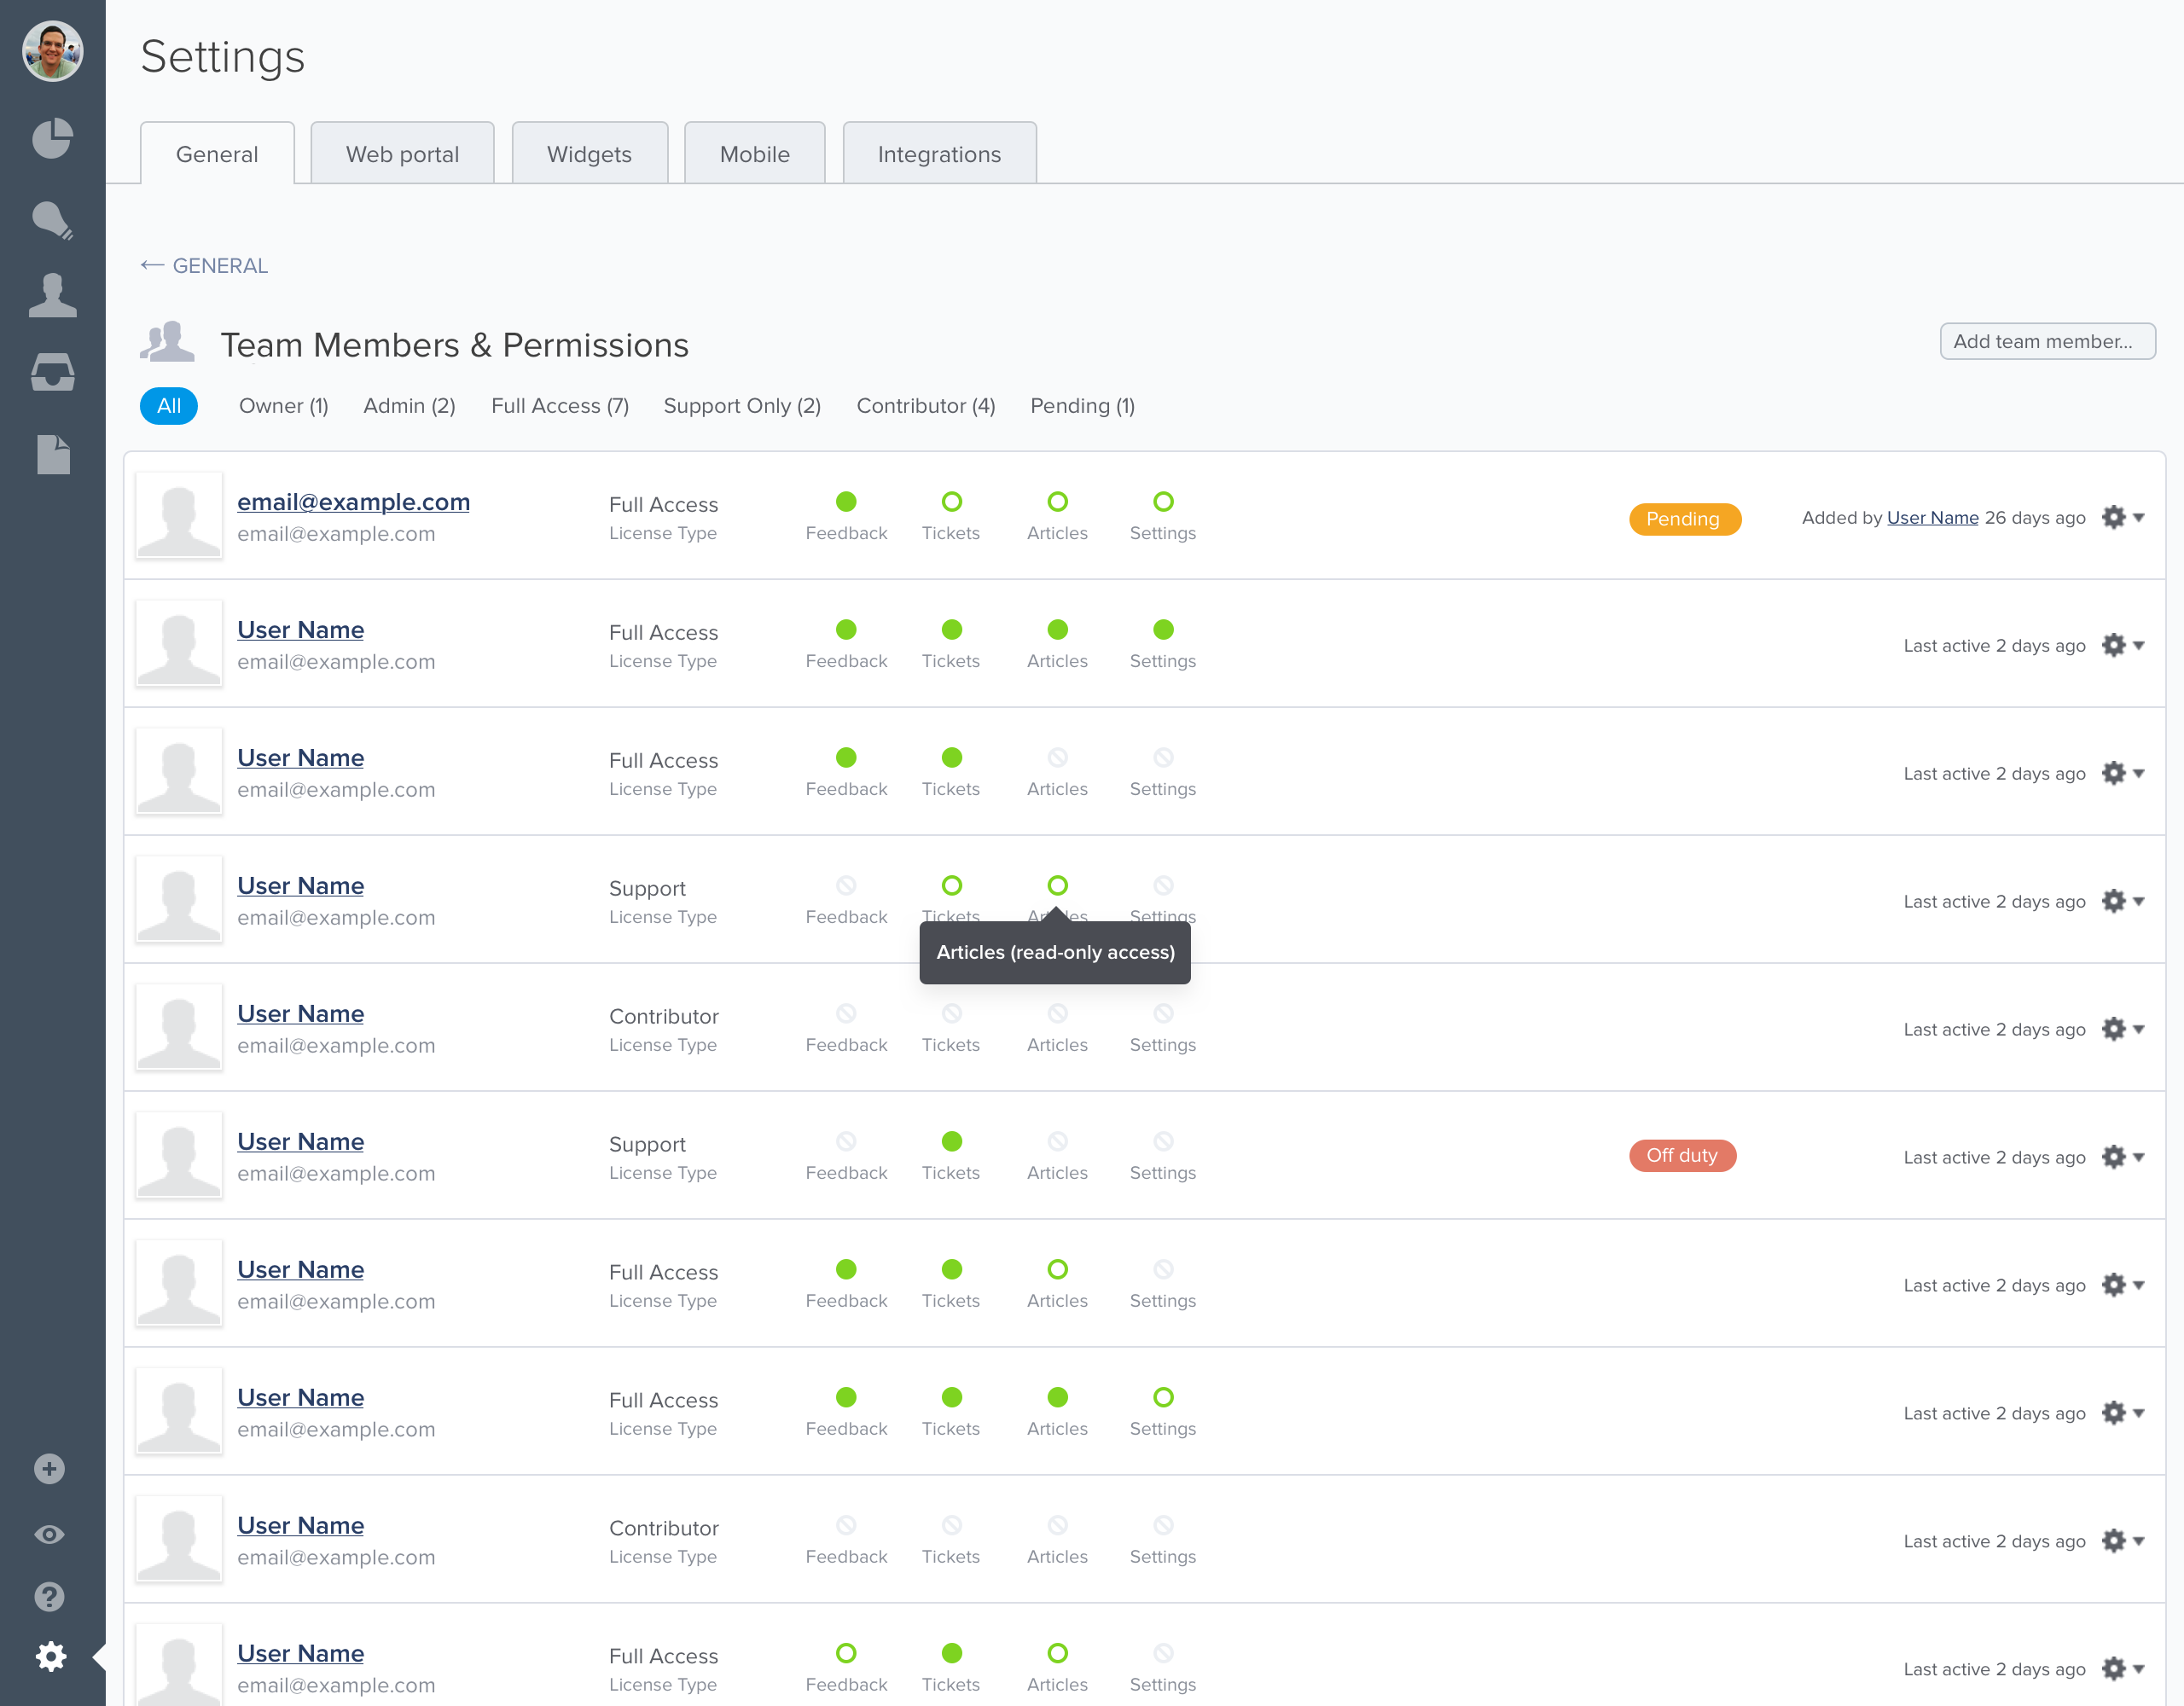 Settings
General Web portal Widgets Mobile Integrations
← GENERAL
Team Members & Permissions Add team member...
All Owner (1) Admin (2) Full Access (7) Support Only (2) Contributor (4) Pending (1)
email@example.com Full Access
email@example.com License Type Feedback Tickets Articles Settings Pending Added by User Name 26 days ago
User Name Full Access
email@example.com License Type Feedback Tickets Articles Settings Last active 2 days ago
User Name Full Access
email@example.com License Type Feedback Tickets Articles Settings Last active 2 days ago
User Name Support
email@example.com License Type Feedback Tickets Articles Settings Last active 2 days ago
Articles (read-only access)
User Name Contributor
email@example.com License Type Feedback Tickets Articles Settings Last active 2 days ago
User Name Support
email@example.com License Type Feedback Tickets Articles Settings Off duty Last active 2 days ago
User Name Full Access
email@example.com License Type Feedback Tickets Articles Settings Last active 2 days ago
User Name Full Access
email@example.com License Type Feedback Tickets Articles Settings Last active 2 days ago
User Name Contributor
email@example.com License Type Feedback Tickets Articles Settings Last active 2 days ago
User Name Full Access
email@example.com License Type Feedback Tickets Articles Settings Last active 2 days ago